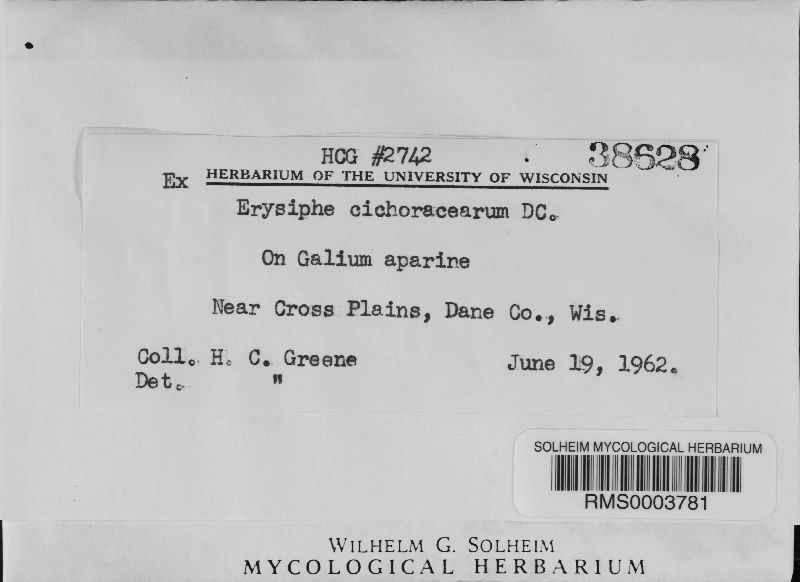 HCG #2742
38628
Ex HERBARIUM OF THE UNIVERSITY OF WISCONSIN
Erysiphe cichoracearum DC.
On Galium aparine
Near Cross Plains, Dane Co., Wis.
Coll. H. C. Greene June 19, 1962.
Det. "
SOLHEIM MYCOLOGICAL HERBARIUM
RMS0003781
WILHELM G. SOLHEIM
MYCOLOGICAL HERBARIUM